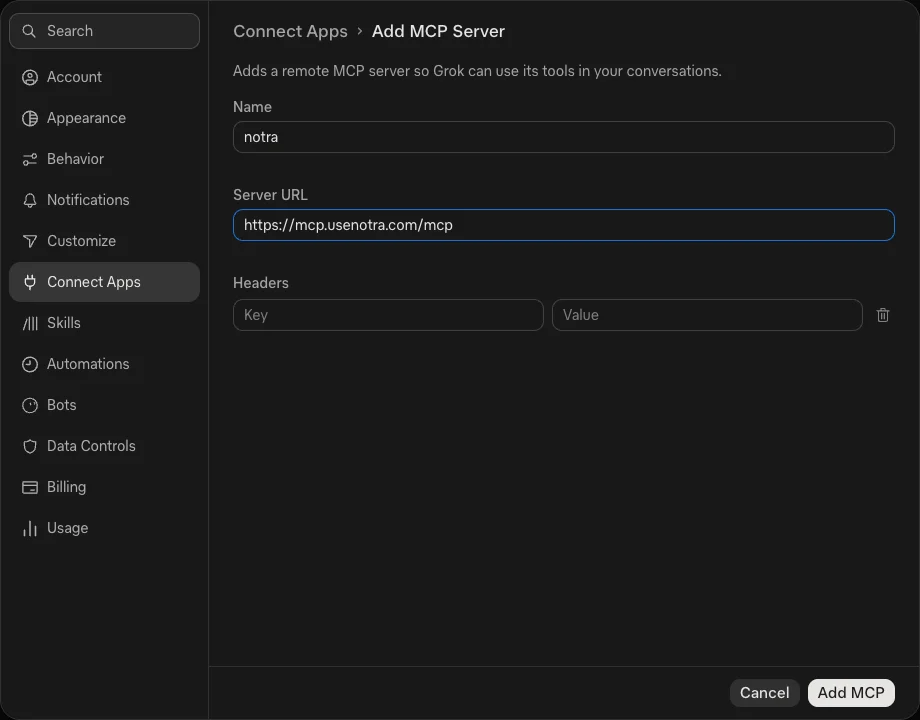 Search
Account
Appearance
Behavior
Notifications
Customize
Connect Apps
Skills
Automations
Bots
Data Controls
Billing
Usage
Connect Apps › Add MCP Server
Adds a remote MCP server so Grok can use its tools in your conversations.
Name
notra
Server URL
https://mcp.usenotra.com/mcp
Headers
Key Value
Cancel Add MCP